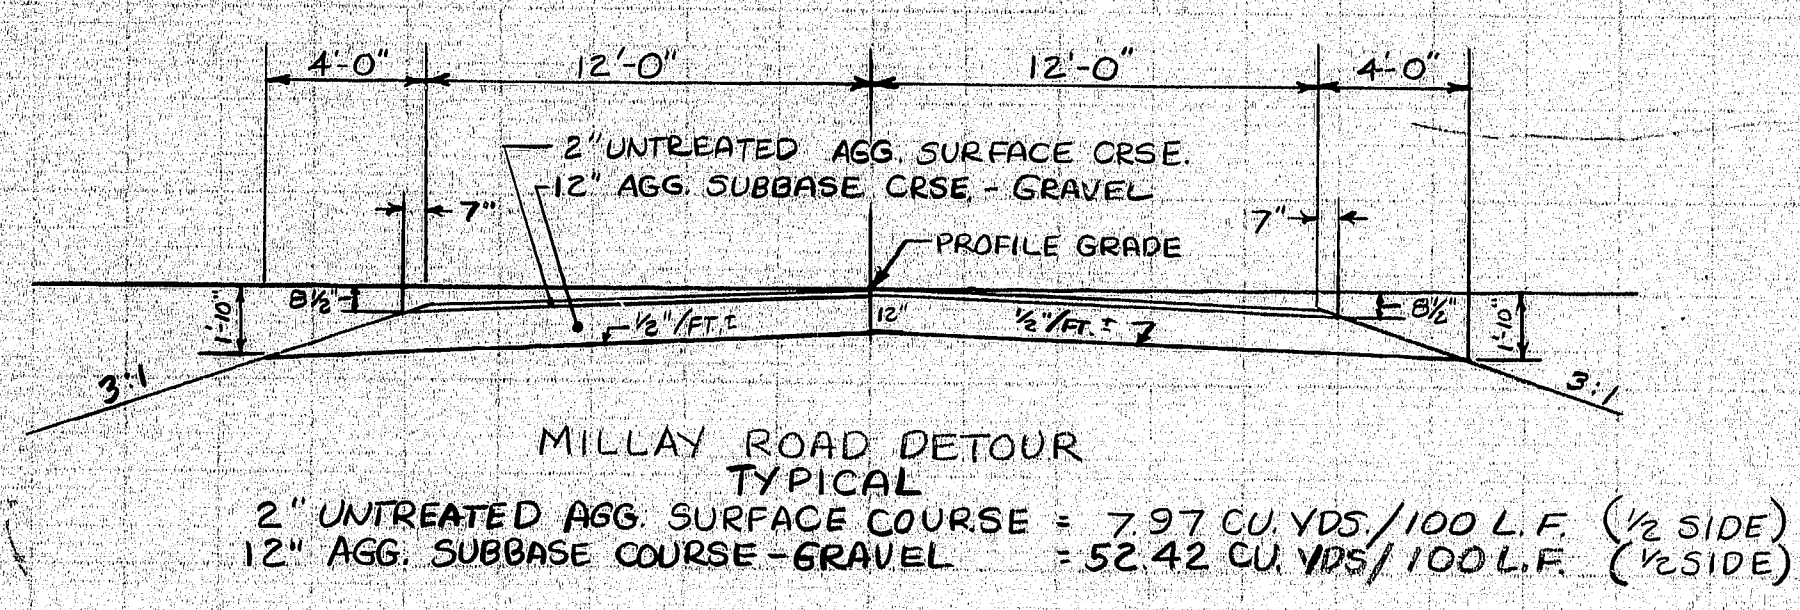 4'-0" 12'-0" 12'-0" 4'-0"
2" UNTREATED AGG. SURFACE CRSE.
12" AGG. SUBBASE CRSE. - GRAVEL
7" 7"
PROFILE GRADE
1'-10" 8½" ½"/FT. ± 12" ½"/FT. ± 8½" 1'-10"
3:1 3:1
MILLAY ROAD DETOUR
TYPICAL
2" UNTREATED AGG. SURFACE COURSE = 7.97 CU. YDS./100 L.F. (½ SIDE)
12" AGG. SUBBASE COURSE-GRAVEL = 52.42 CU. YDS/100 L.F. (½ SIDE)